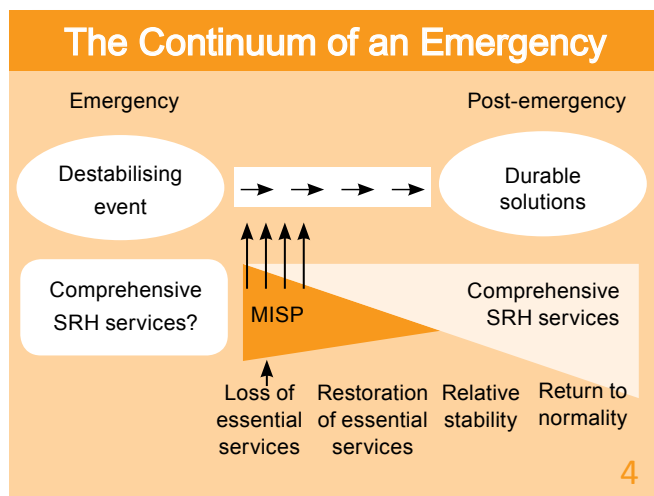 The Continuum of an Emergency
Emergency
Post-emergency
Destabilising
event
Durable
solutions
Comprehensive
SRH services?
MISP
Comprehensive
SRH services
Loss of
essential
services
Restoration
of essential
services
Relative
stability
Return to
normality
4